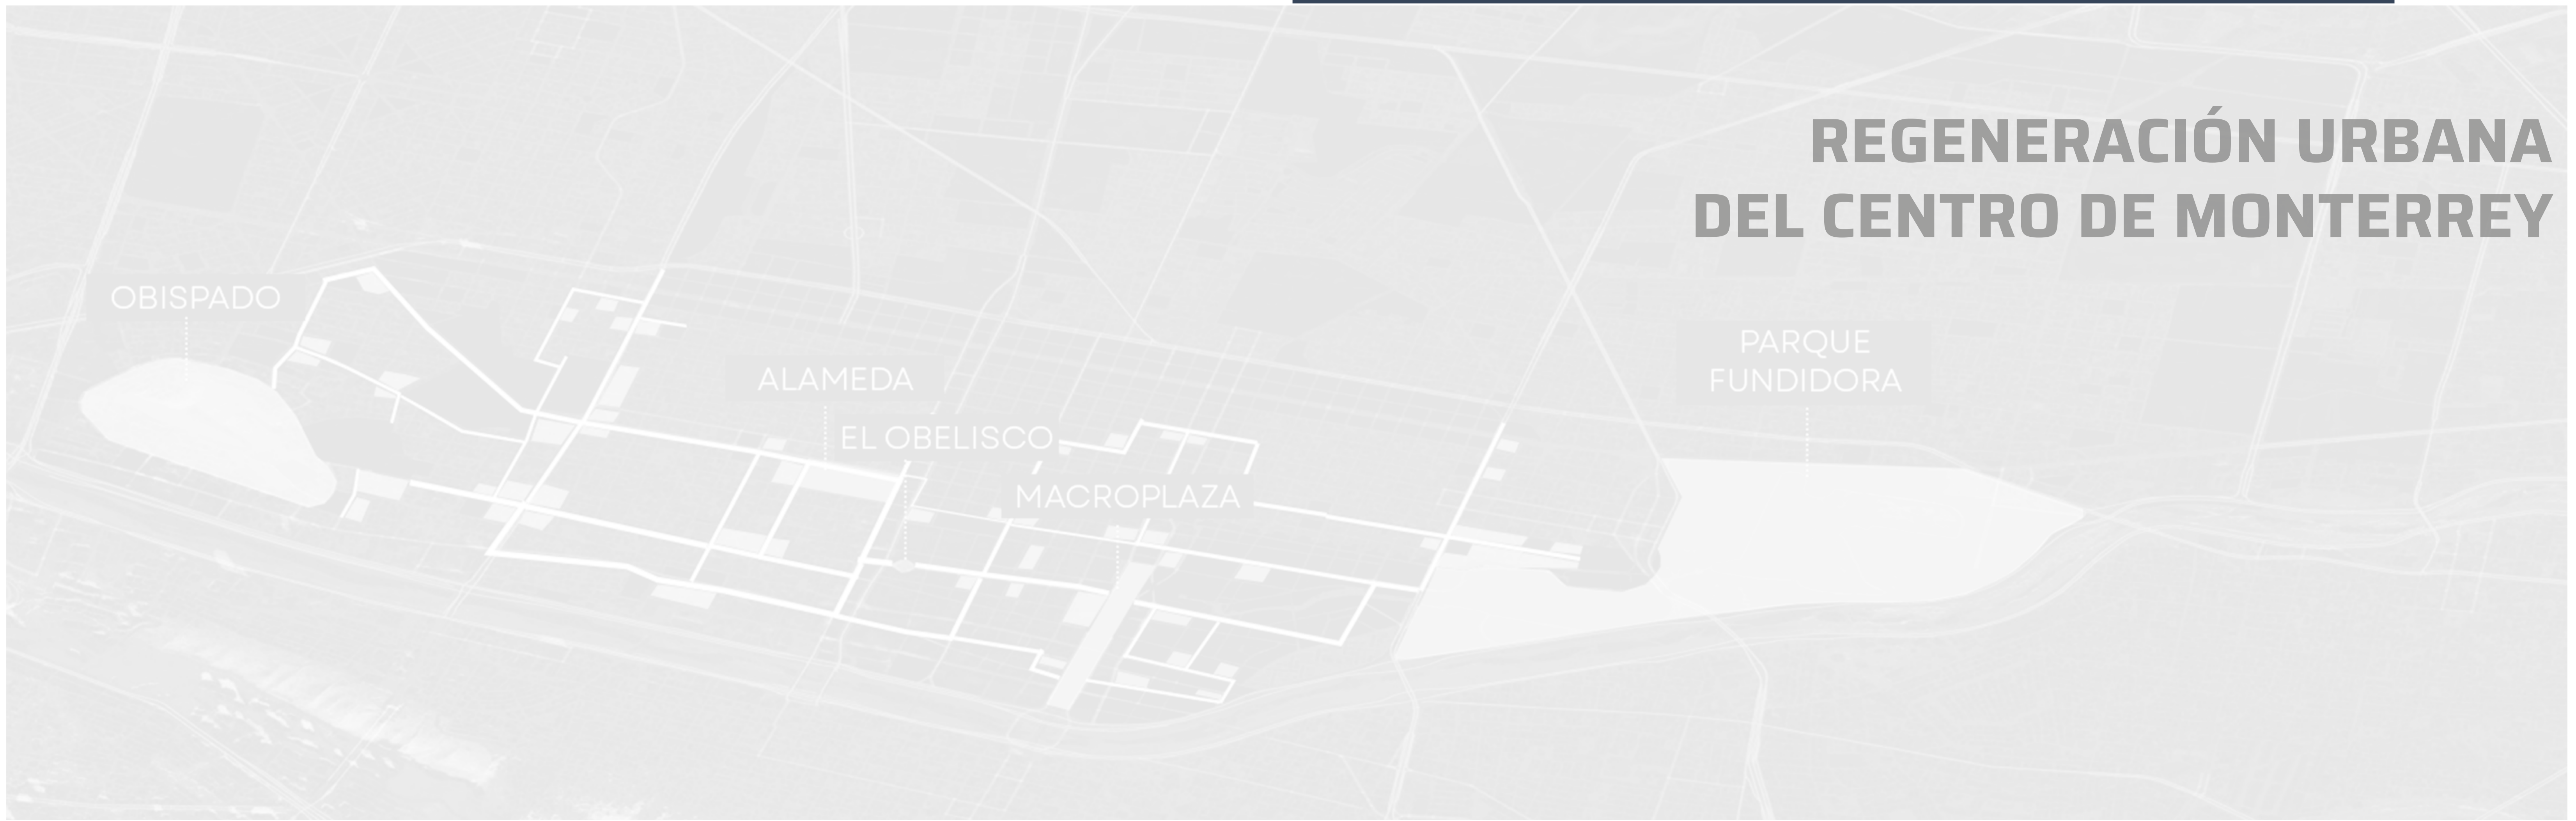 REGENERACIÓN URBANA
DEL CENTRO DE MONTERREY
OBISPADO
ALAMEDA
EL OBELISCO
MACROPLAZA
PARQUE
FUNDIDORA